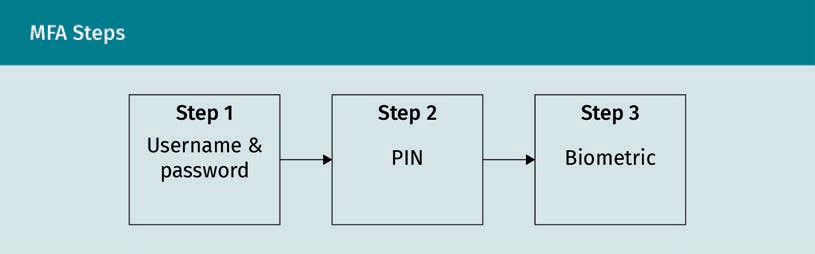 MFA Steps
Step 1
Username &
password
Step 2
PIN
Step 3
Biometric